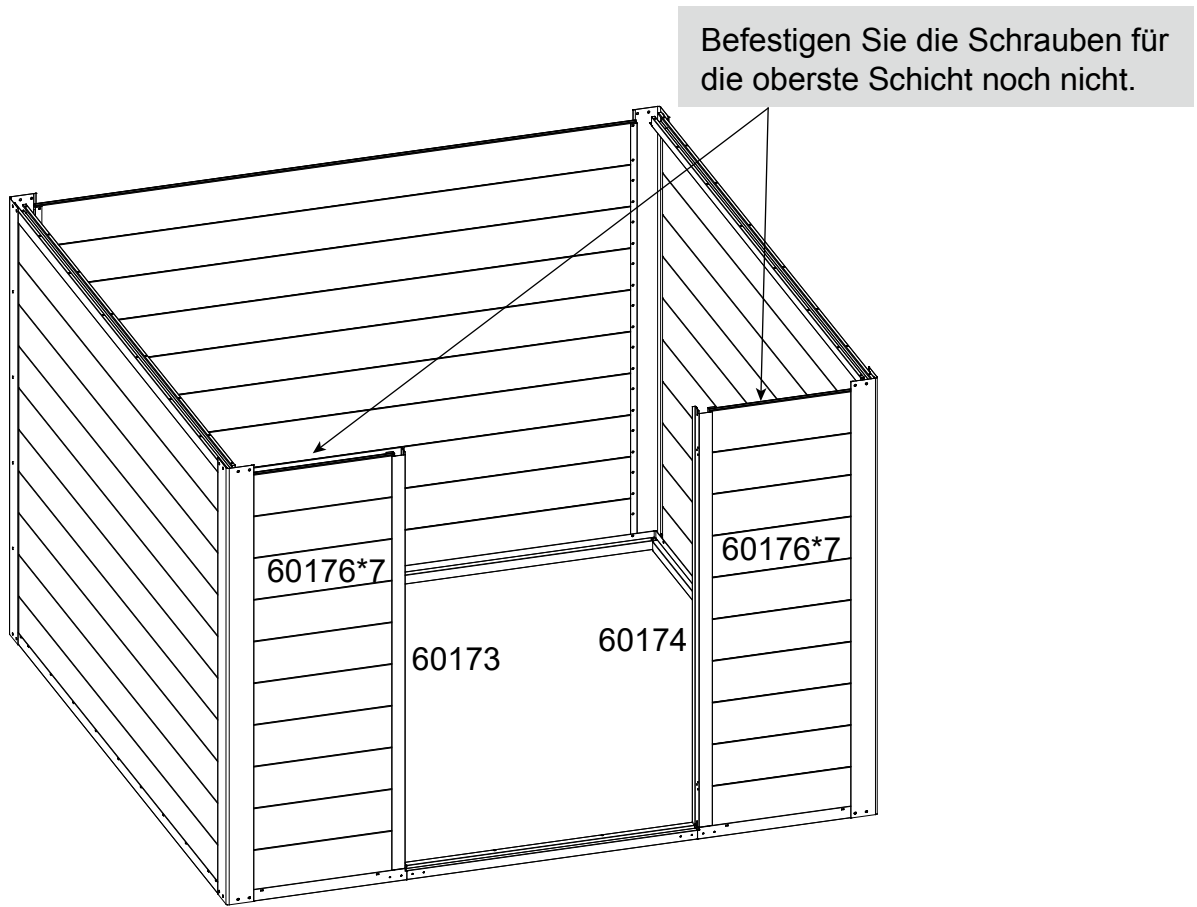 Befestigen Sie die Schrauben für
die oberste Schicht noch nicht.
60176*7
60176*7
60173
60174